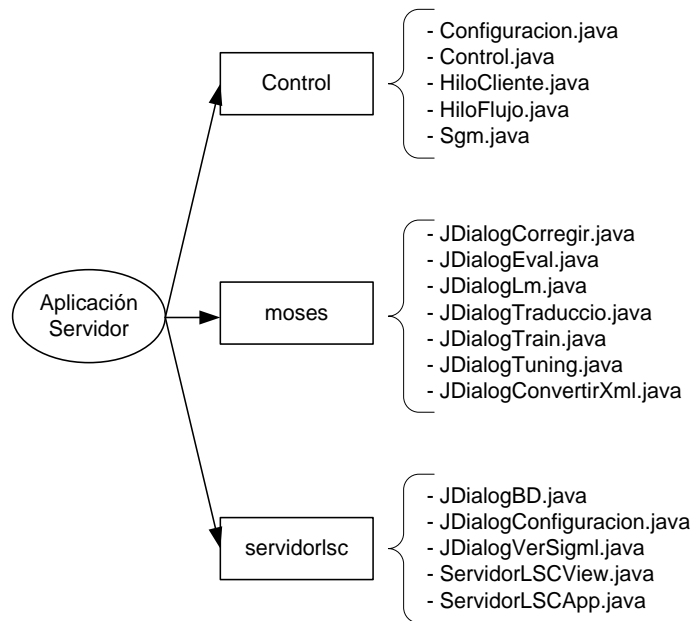 Aplicación
Servidor
Control
- Configuracion.java
- Control.java
- HiloCliente.java
- HiloFlujo.java
- Sgm.java
moses
- JDialogCorregir.java
- JDialogEval.java
- JDialogLm.java
- JDialogTraduccio.java
- JDialogTrain.java
- JDialogTuning.java
- JDialogConvertirXml.java
servidorlsc
- JDialogBD.java
- JDialogConfiguracion.java
- JDialogVerSigml.java
- ServidorLSCView.java
- ServidorLSCApp.java